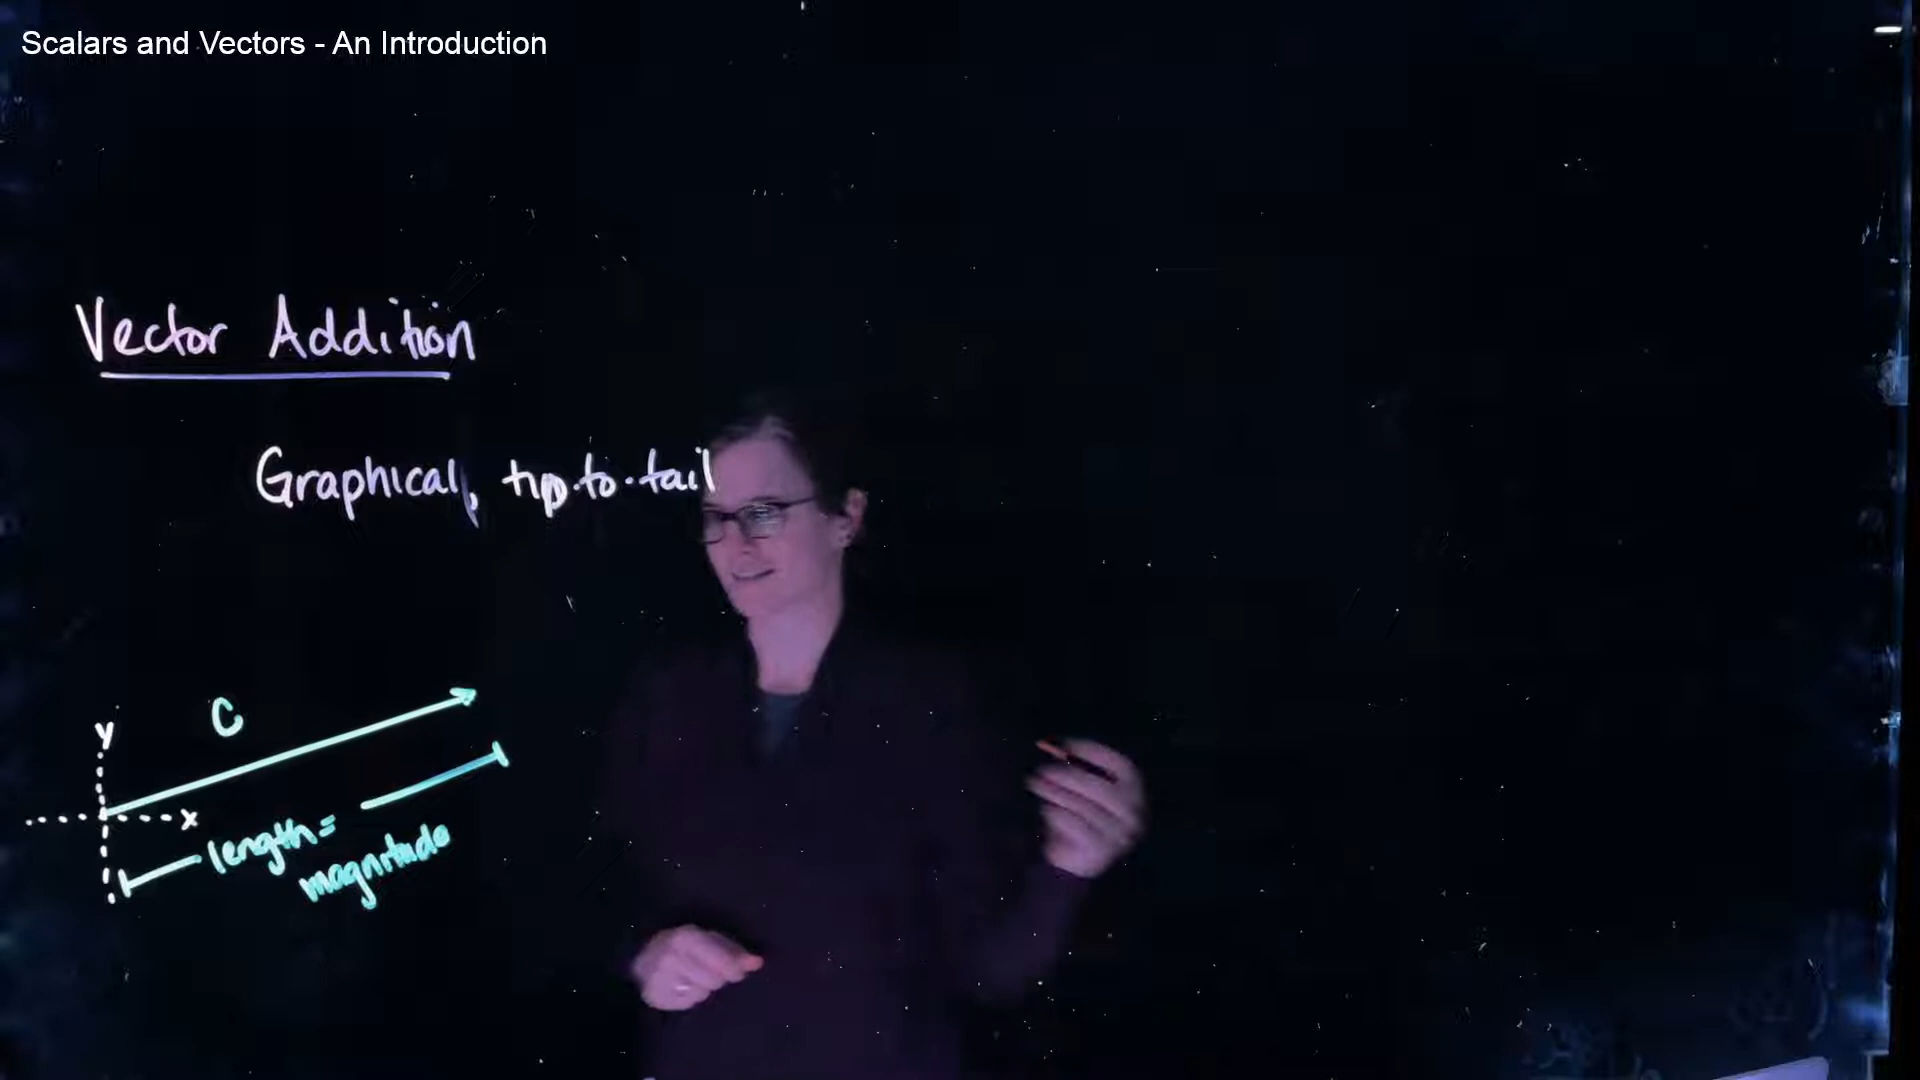 Scalars and Vectors - An Introduction
Vector Addition
Graphical, tip-to-tail
C
y
x
length =
magnitude